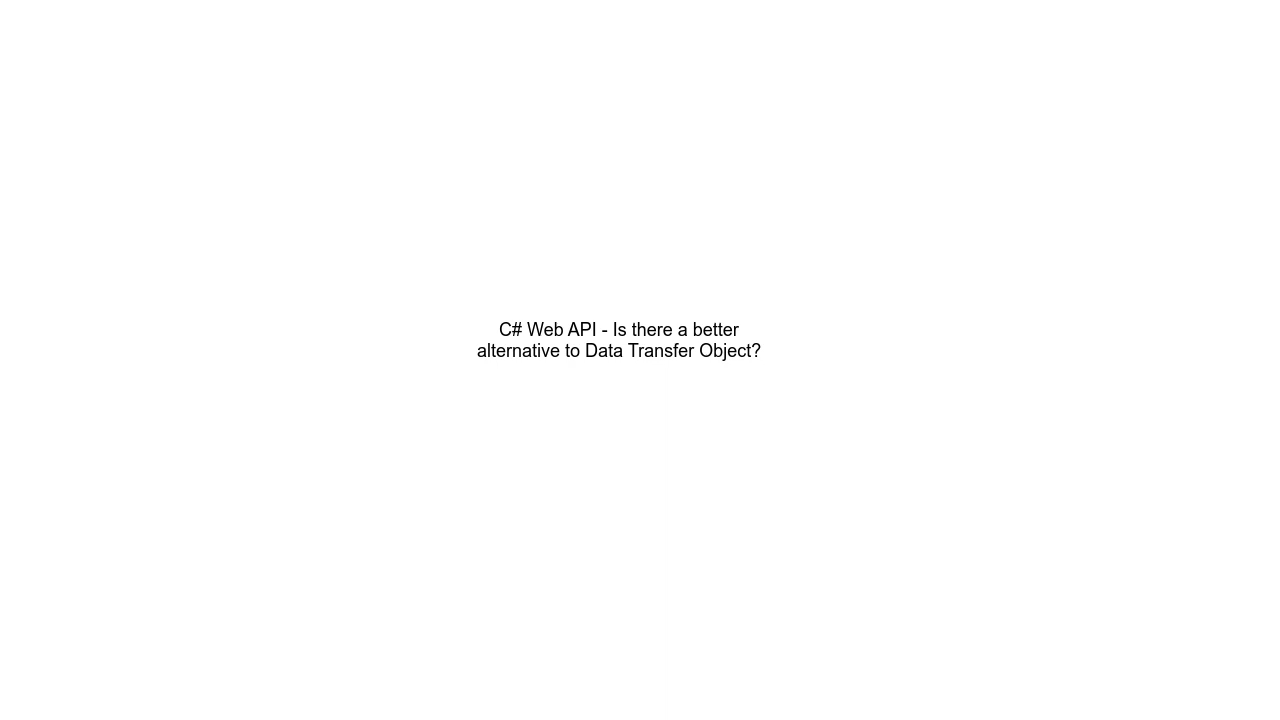 C# Web API - Is there a better
alternative to Data Transfer Object?